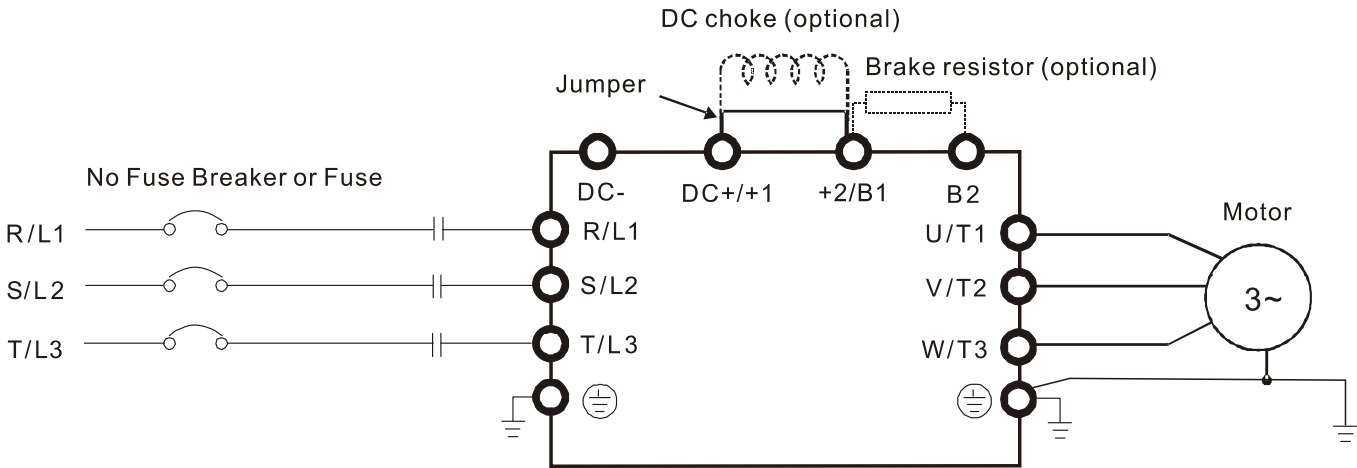 DC choke (optional)
Jumper
Brake resistor (optional)
No Fuse Breaker or Fuse
DC-
DC+/+1
+2/B1
B2
Motor
R/L1
R/L1
U/T1
S/L2
S/L2
V/T2
3~
T/L3
T/L3
W/T3